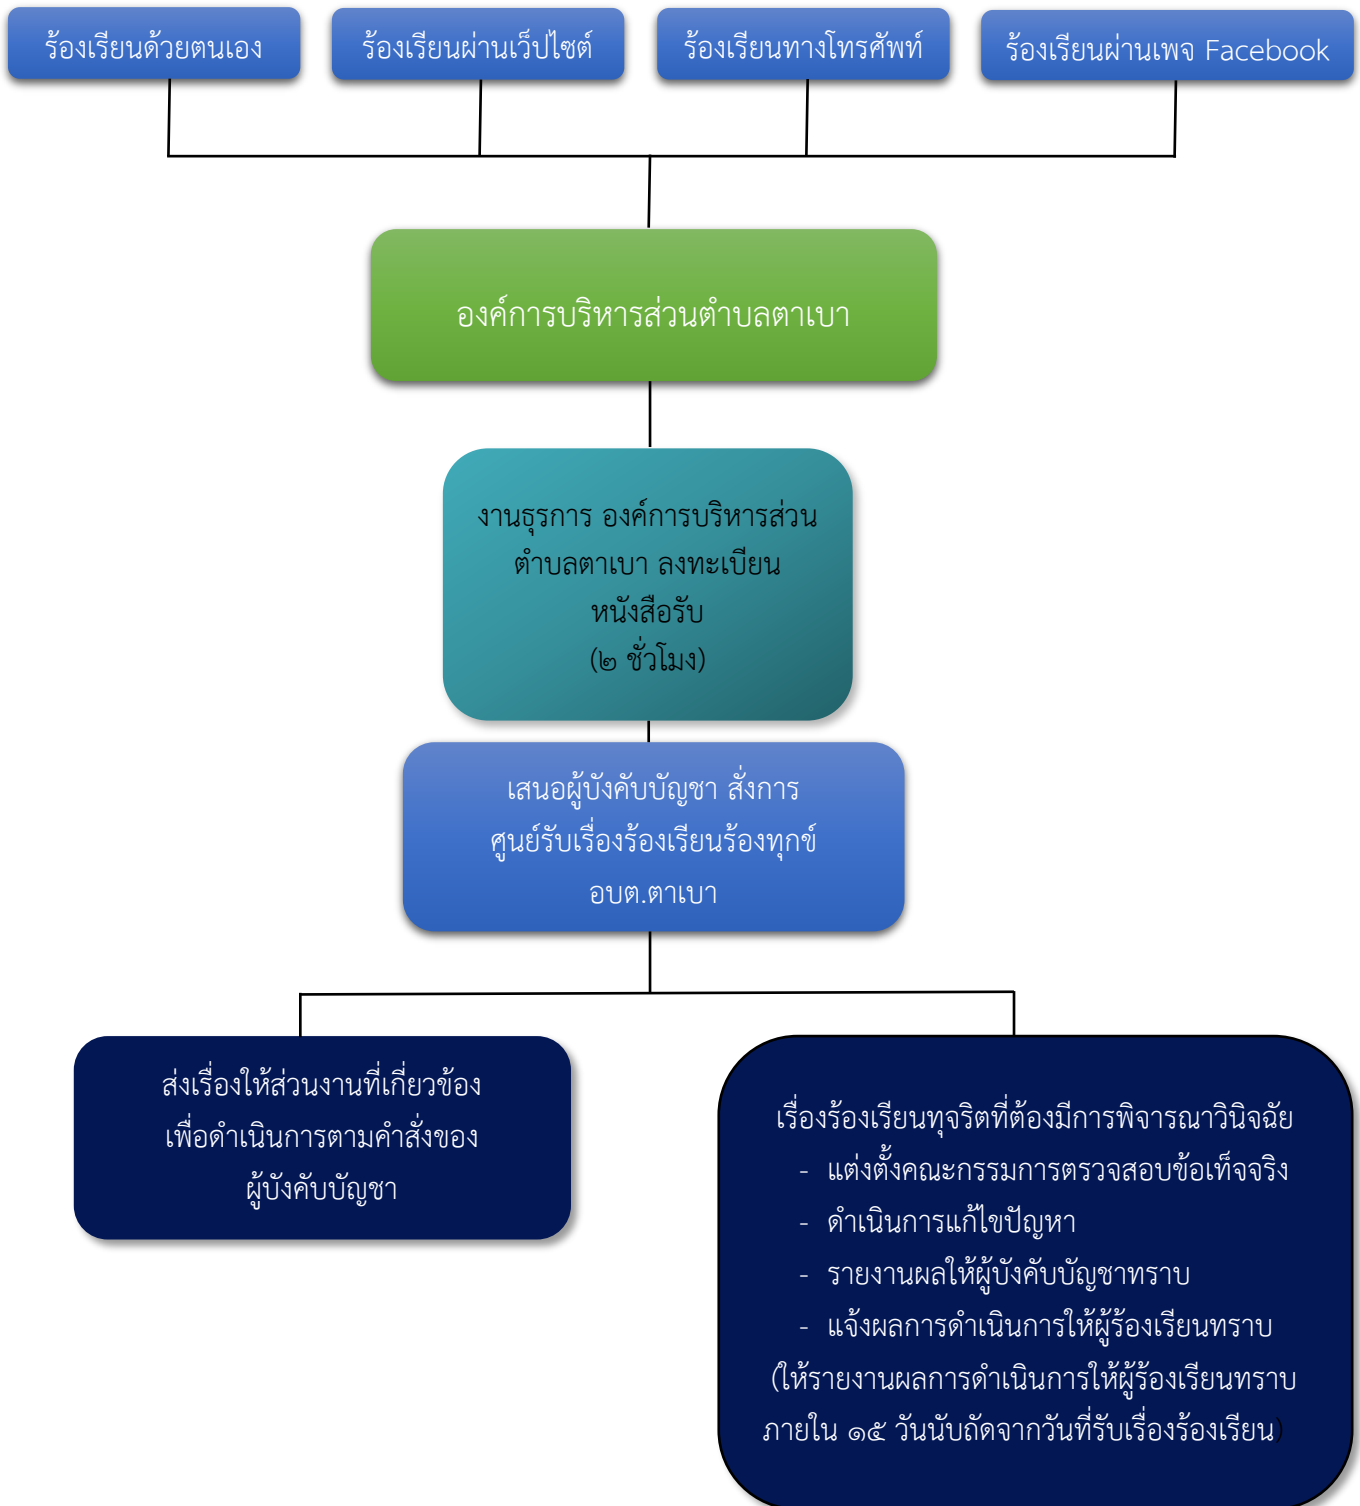 ร้องเรียนด้วยตนเอง
ร้องเรียนผ่านเว็ปไซต์
ร้องเรียนทางโทรศัพท์
ร้องเรียนผ่านเพจ Facebook
องค์การบริหารส่วนตำบลตาเบา
งานธุรการ องค์การบริหารส่วน
ตำบลตาเบา ลงทะเบียน
หนังสือรับ
(๒ ชั่วโมง)
เสนอผู้บังคับบัญชา สั่งการ
ศูนย์รับเรื่องร้องเรียนร้องทุกข์
อบต.ตาเบา
ส่งเรื่องให้ส่วนงานที่เกี่ยวข้อง
เพื่อดำเนินการตามคำสั่งของ
ผู้บังคับบัญชา
เรื่องร้องเรียนทุจริตที่ต้องมีการพิจารณาวินิจฉัย
- แต่งตั้งคณะกรรมการตรวจสอบข้อเท็จจริง
- ดำเนินการแก้ไขปัญหา
- รายงานผลให้ผู้บังคับบัญชาทราบ
- แจ้งผลการดำเนินการให้ผู้ร้องเรียนทราบ
(ให้รายงานผลการดำเนินการให้ผู้ร้องเรียนทราบ
ภายใน ๑๕ วันนับถัดจากวันที่รับเรื่องร้องเรียน)